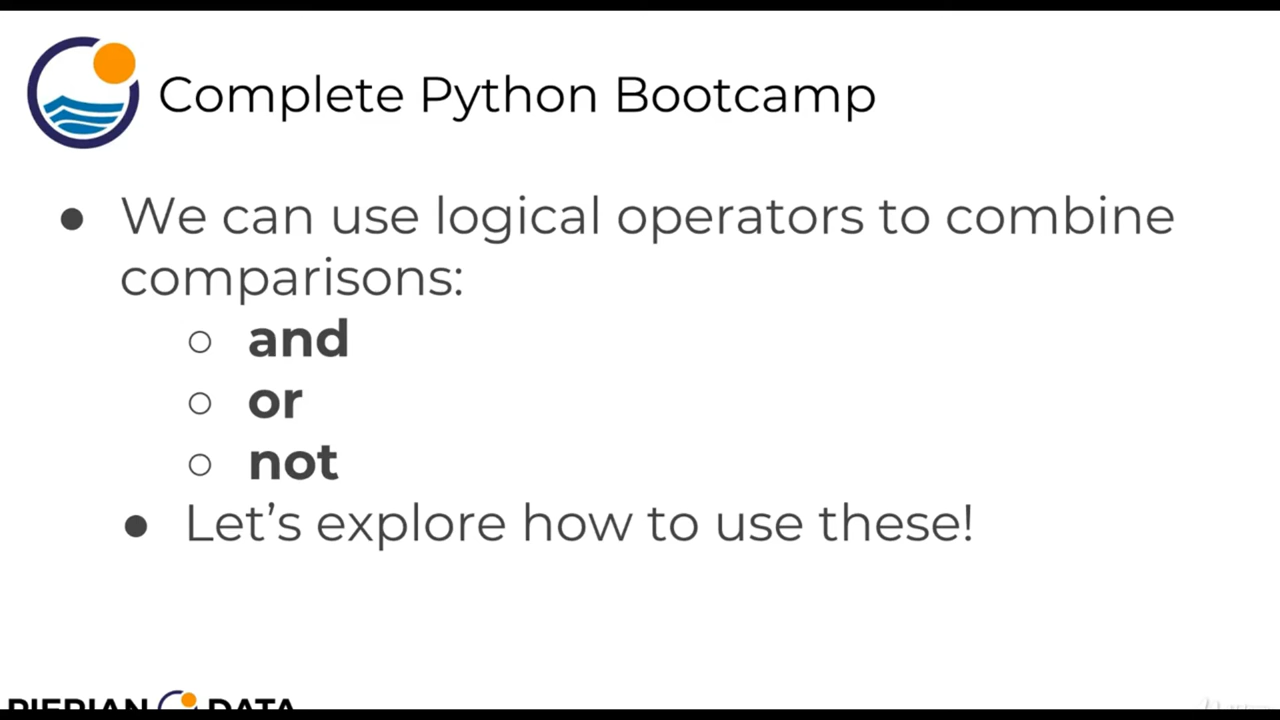 Complete Python Bootcamp
● We can use logical operators to combine
comparisons:
○ and
○ or
○ not
● Let's explore how to use these!
PIERIAN DATA